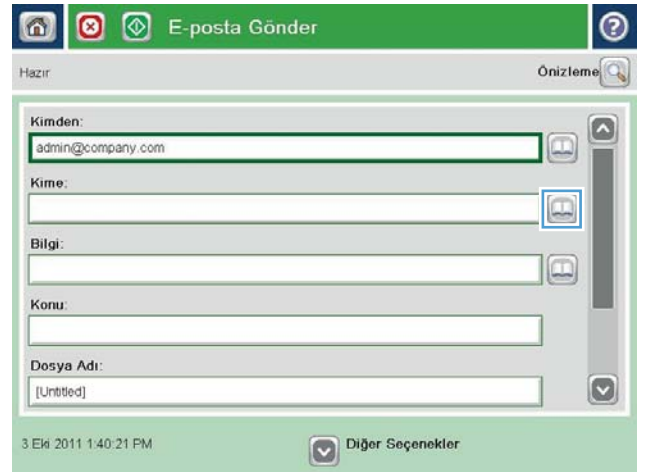 E-posta Gönder
Hazır
Önizleme
Kimden:
admin@company.com
Kime:
Bilgi:
Konu:
Dosya Adı:
[Untitled]
3 Eki 2011 1:40:21 PM
Diğer Seçenekler